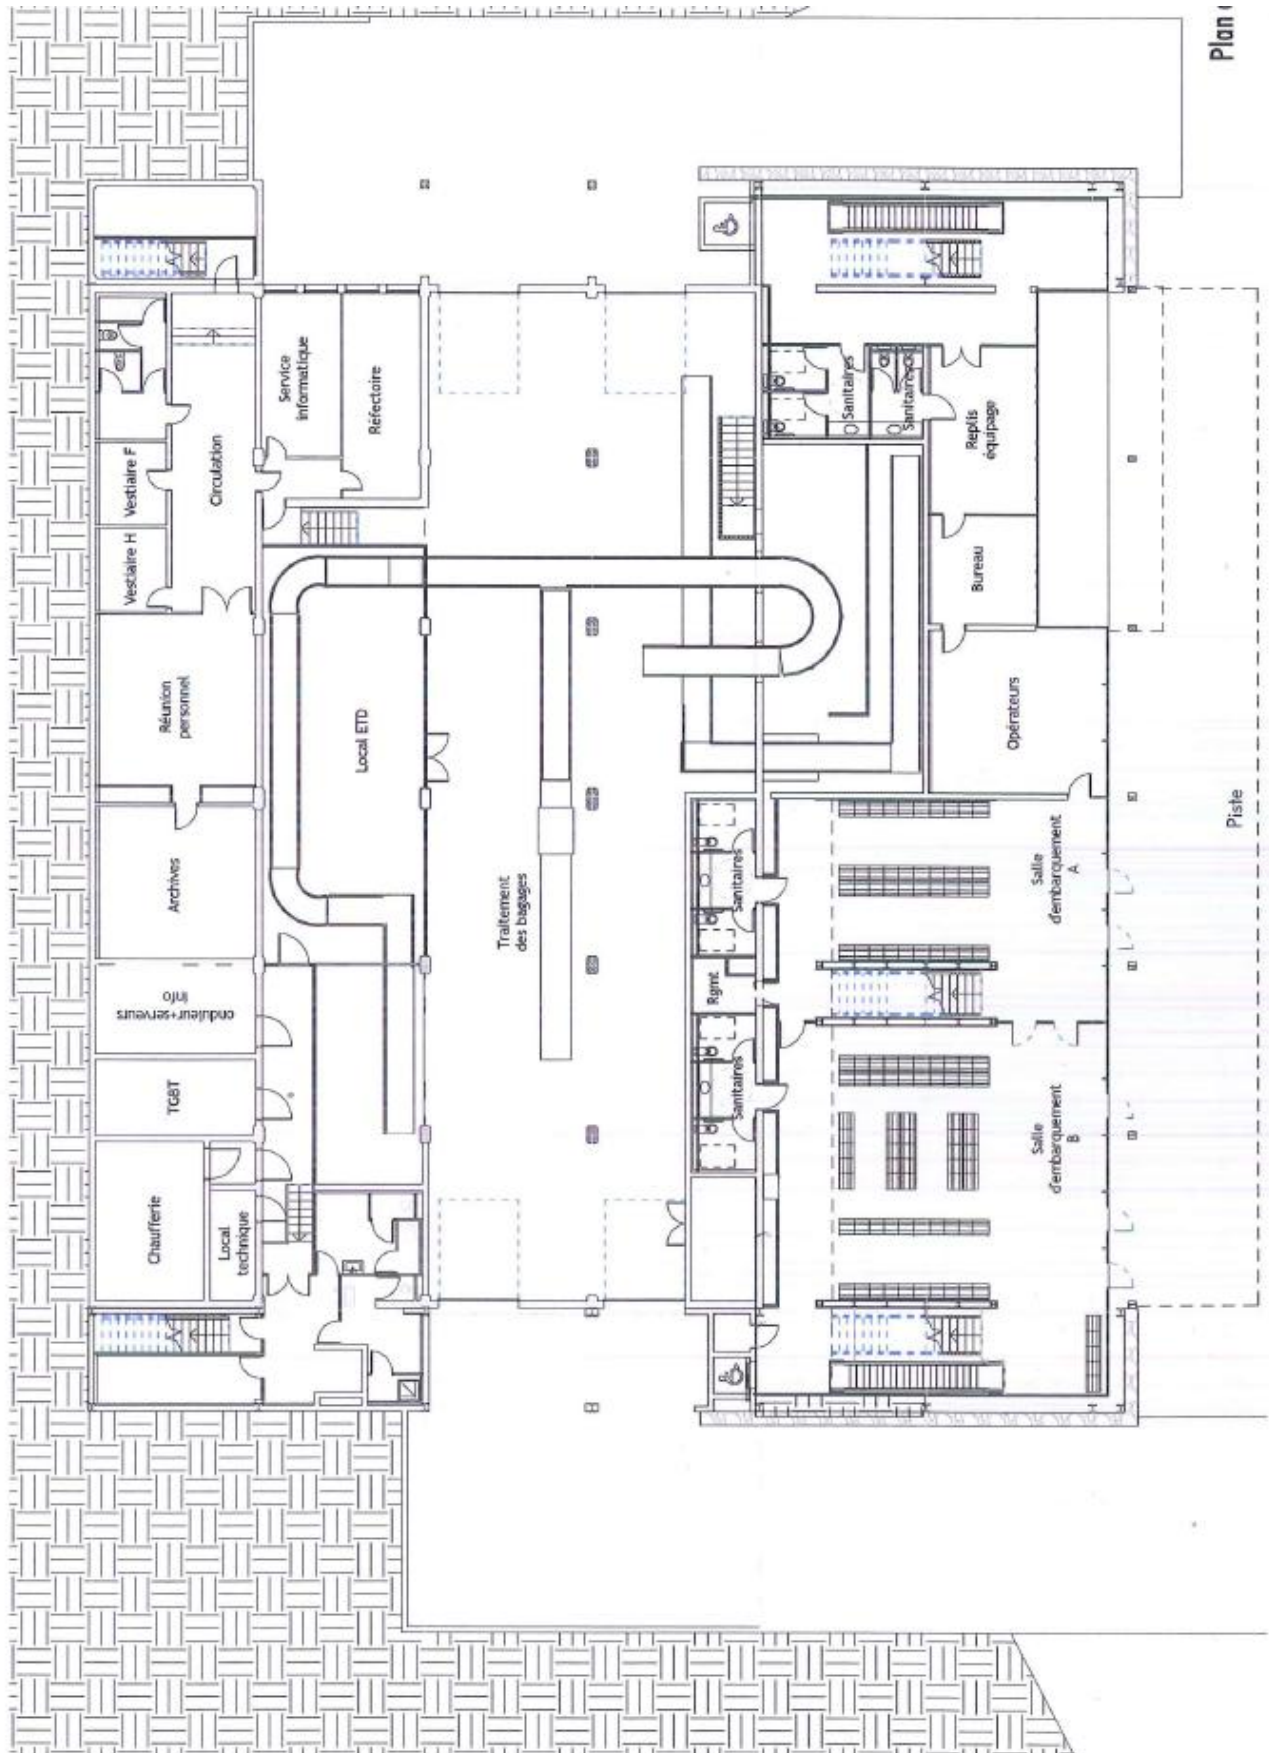 Plan
Vestiaire F
Vestiaire H
Circulation
Service
informatique
Réfectoire
Sanitaires
Sanitaires
Replis
équipage
Bureau
Opérateurs
Réunion
personnel
Local ETD
Archives
onduleur+serveurs
info
TGBT
Chaufferie
Local
technique
Traitement
des bagages
Sanitaires
Rgmt
Sanitaires
Salle
d'embarquement
A
Salle
d'embarquement
B
Piste